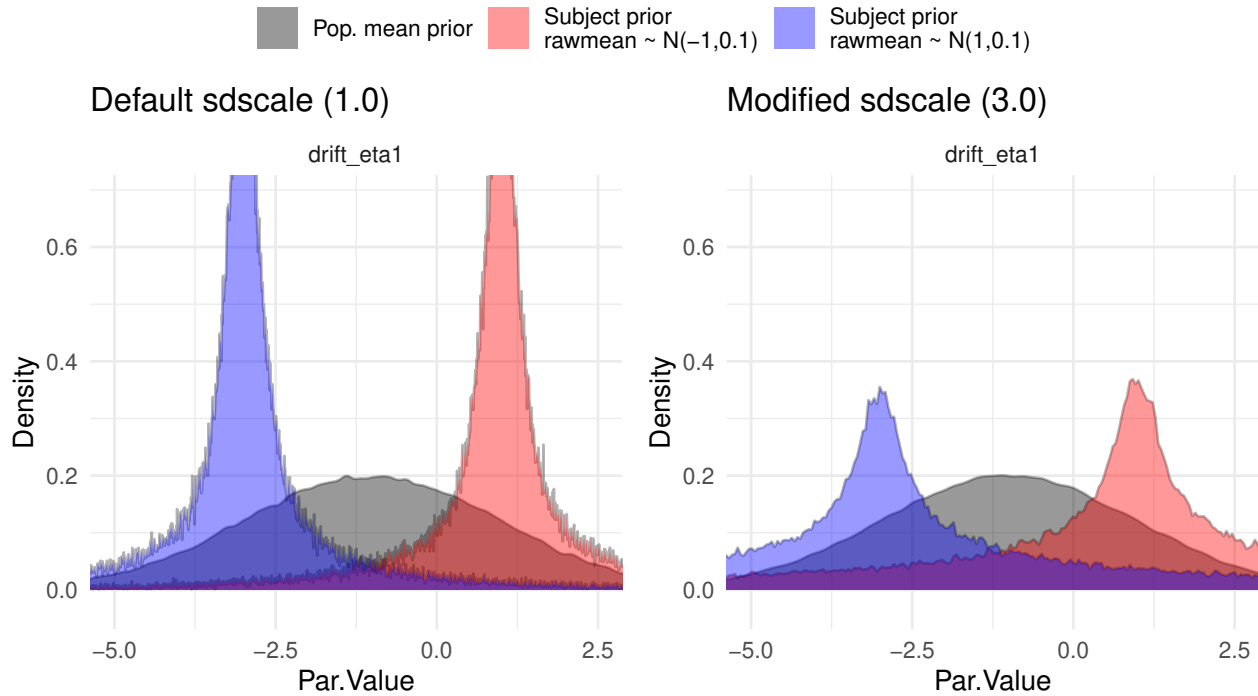 Pop. mean prior
Subject prior
rawmean ~ N(−1,0.1)
Subject prior
rawmean ~ N(1,0.1)
Default sdscale (1.0)
Modified sdscale (3.0)
drift_eta1
drift_eta1
Density
0.6
0.4
0.2
0.0
−5.0
−2.5
0.0
2.5
Par.Value
Density
0.6
0.4
0.2
0.0
−5.0
−2.5
0.0
2.5
Par.Value